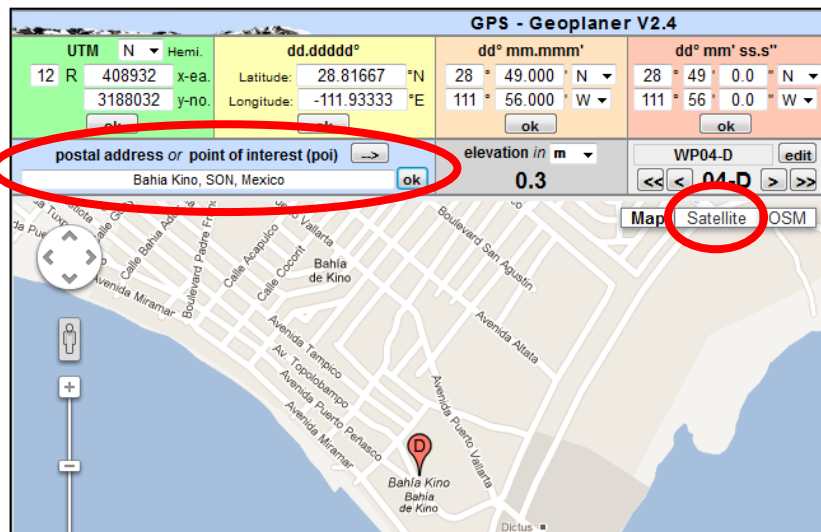 GPS - Geoplaner V2.4
UTM N Hemi.
12 R 408932 x-ea.
3188032 y-no.
ok
dd.ddddd°
Latitude: 28.81667 °N
Longitude: -111.93333 °E
ok
dd° mm.mmm'
28 ° 49.000 ' N
111 ° 56.000 ' W
ok
dd° mm' ss.s"
28 ° 49 ' 0.0 " N
111 ° 56 ' 0.0 " W
ok
postal address or point of interest (poi) -->
Bahia Kino, SON, Mexico ok
elevation in m
0.3
WP04-D edit
<< < 04-D > >>
Map Satellite OSM
Calle Bahía
Boulevard Padre
Avenida Miramar
Calle Acapulco
Calle Cocorit
Vallarta
Bahía
de Kino
Boulevard San Agustin
Avenida Altata
Avenida Tampico
Av. Topolobampo
Avenida Puerto Peñasco
Avenida Miramar
Avenida Puerto Vallarta
D
Bahía Kino
Bahía
de Kino
Dictus